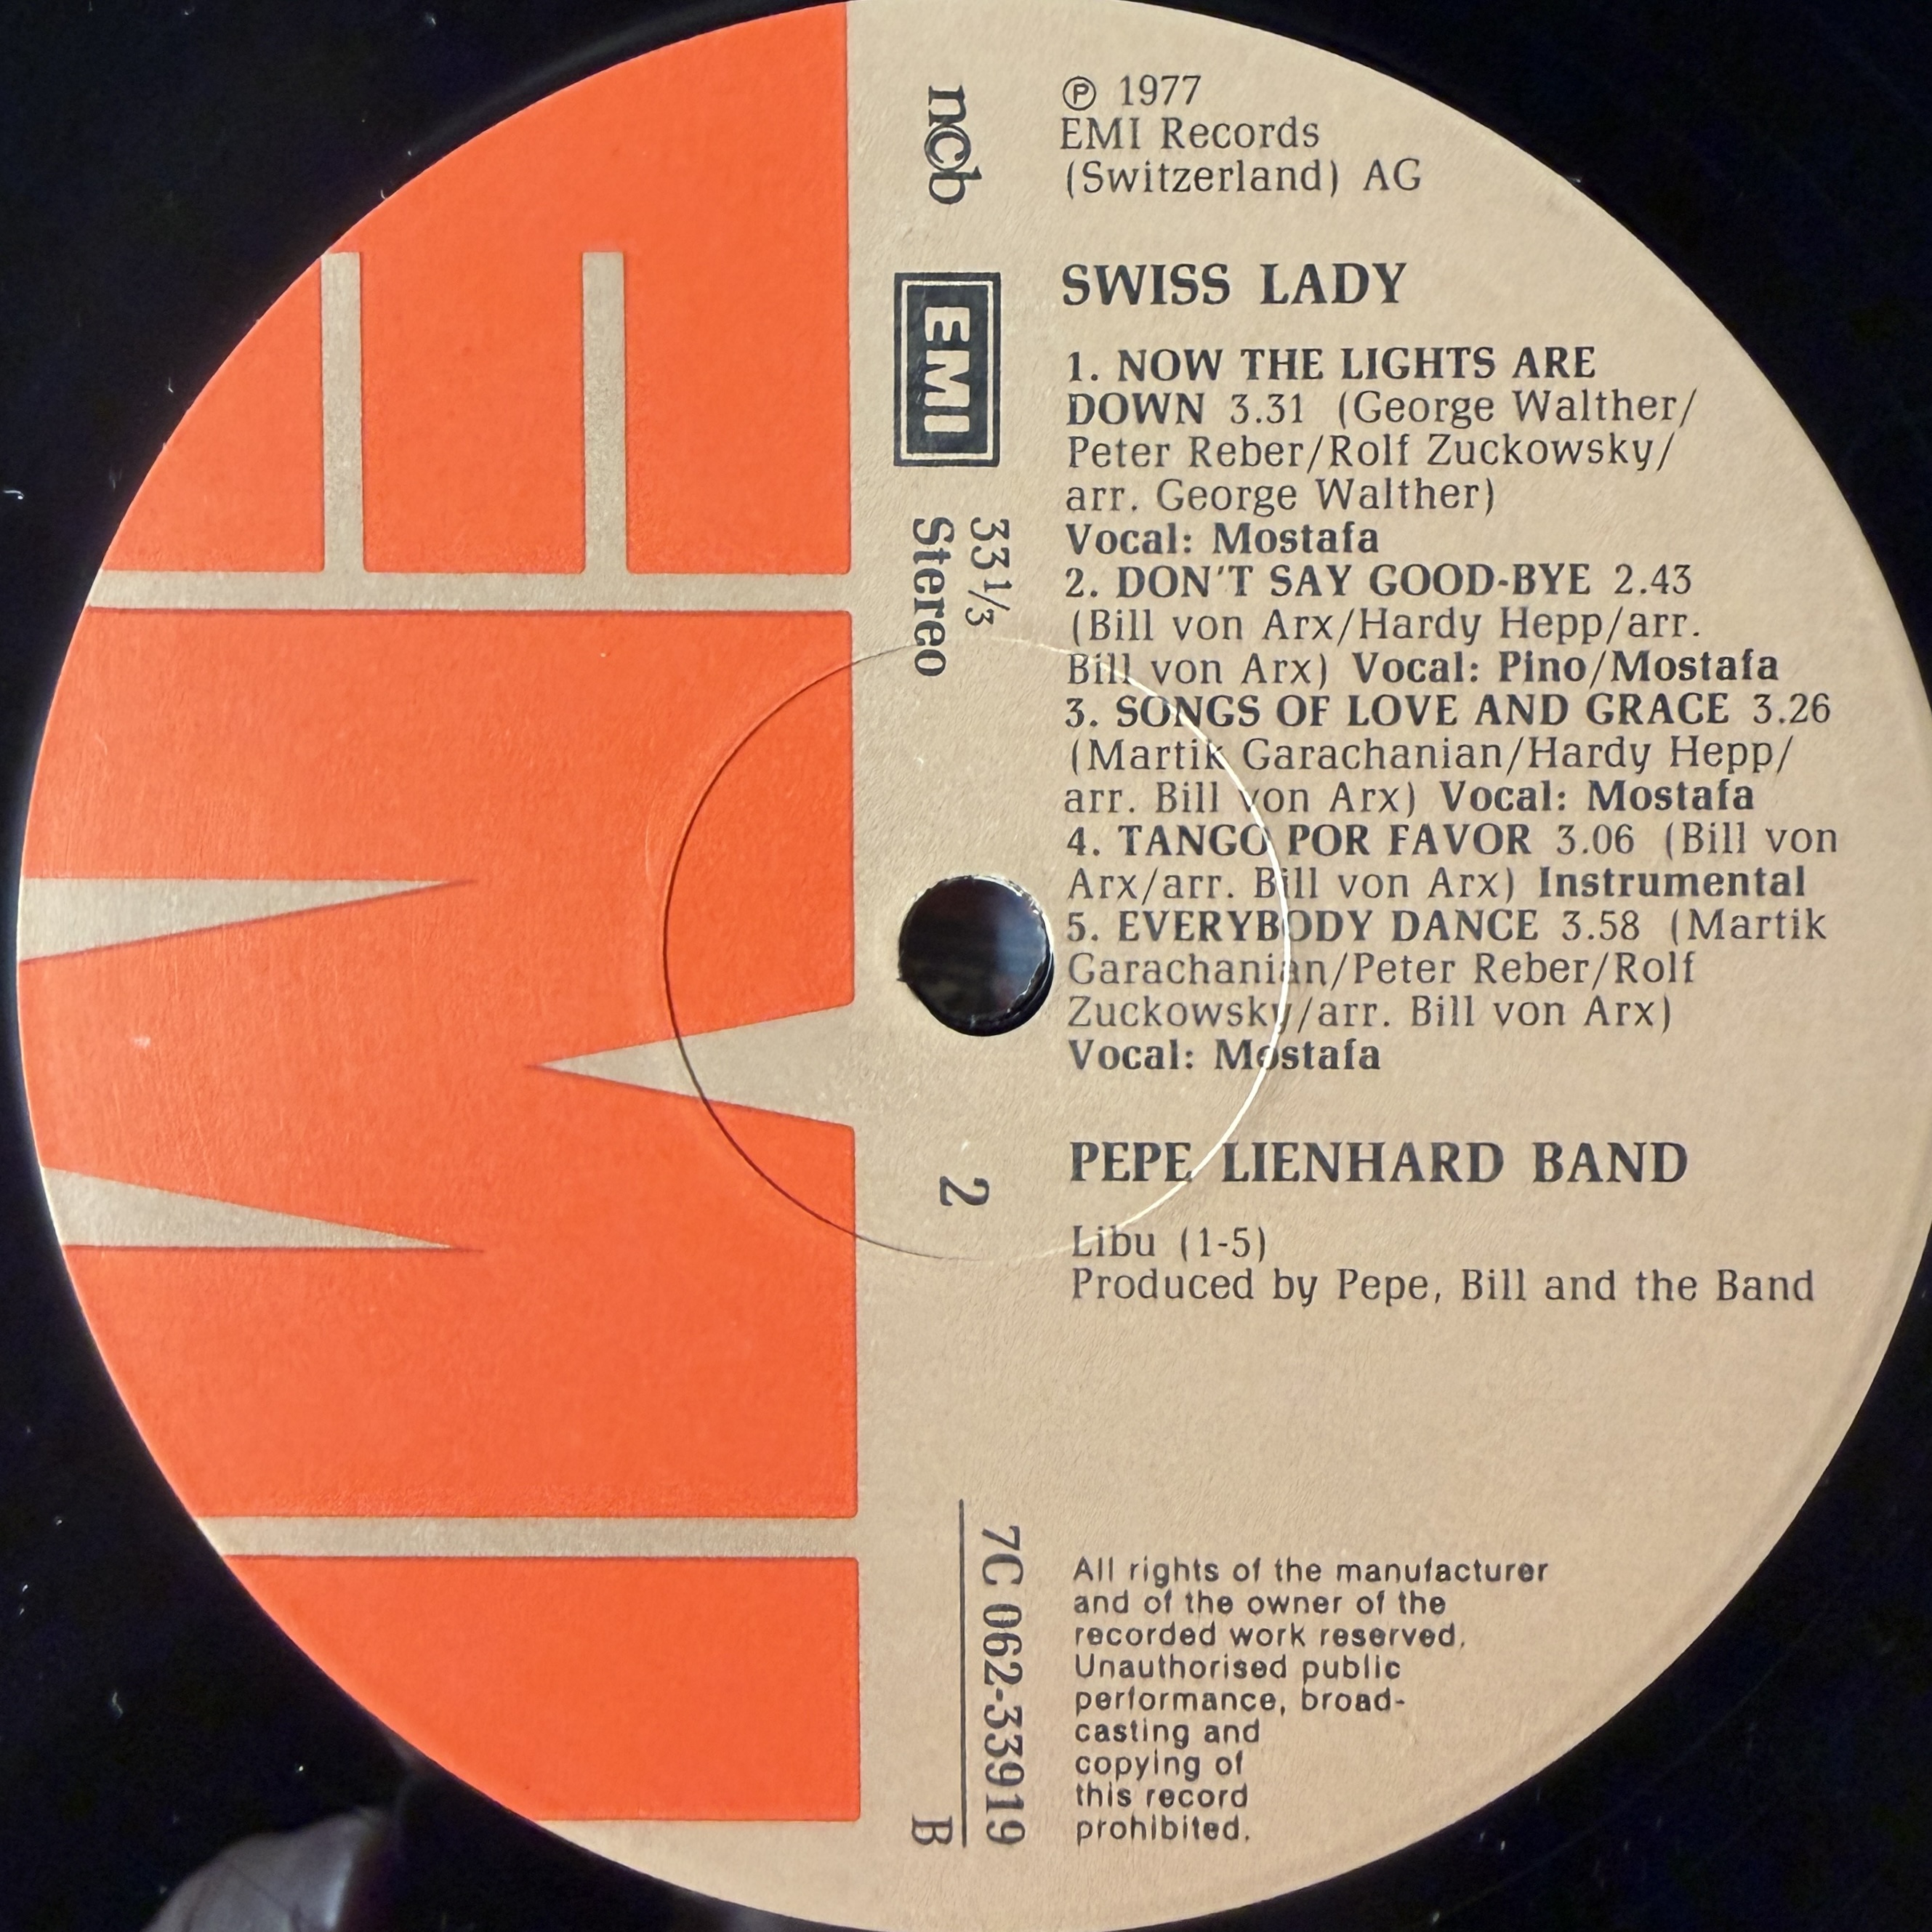 ℗ 1977
EMI Records
(Switzerland) AG
SWISS LADY
1. NOW THE LIGHTS ARE
DOWN 3.31 (George Walther/
Peter Reber/Rolf Zuckowsky/
arr. George Walther)
Vocal: Mostafa
2. DON'T SAY GOOD-BYE 2.43
(Bill von Arx/Hardy Hepp/arr.
Bill von Arx) Vocal: Pino/Mostafa
3. SONGS OF LOVE AND GRACE 3.26
(Martik Garachanian/Hardy Hepp/
arr. Bill von Arx) Vocal: Mostafa
4. TANGO POR FAVOR 3.06 (Bill von
Arx/arr. Bill von Arx) Instrumental
5. EVERYBODY DANCE 3.58 (Martik
Garachanian/Peter Reber/Rolf
Zuckowsky/arr. Bill von Arx)
Vocal: Mostafa
PEPE LIENHARD BAND
Libu (1-5)
Produced by Pepe, Bill and the Band
All rights of the manufacturer
and of the owner of the
recorded work reserved.
Unauthorised public
performance, broad-
casting and
copying of
this record
prohibited.
ncb
EMI
33 1/3
Stereo
2
7C 062-33919
B
EMI